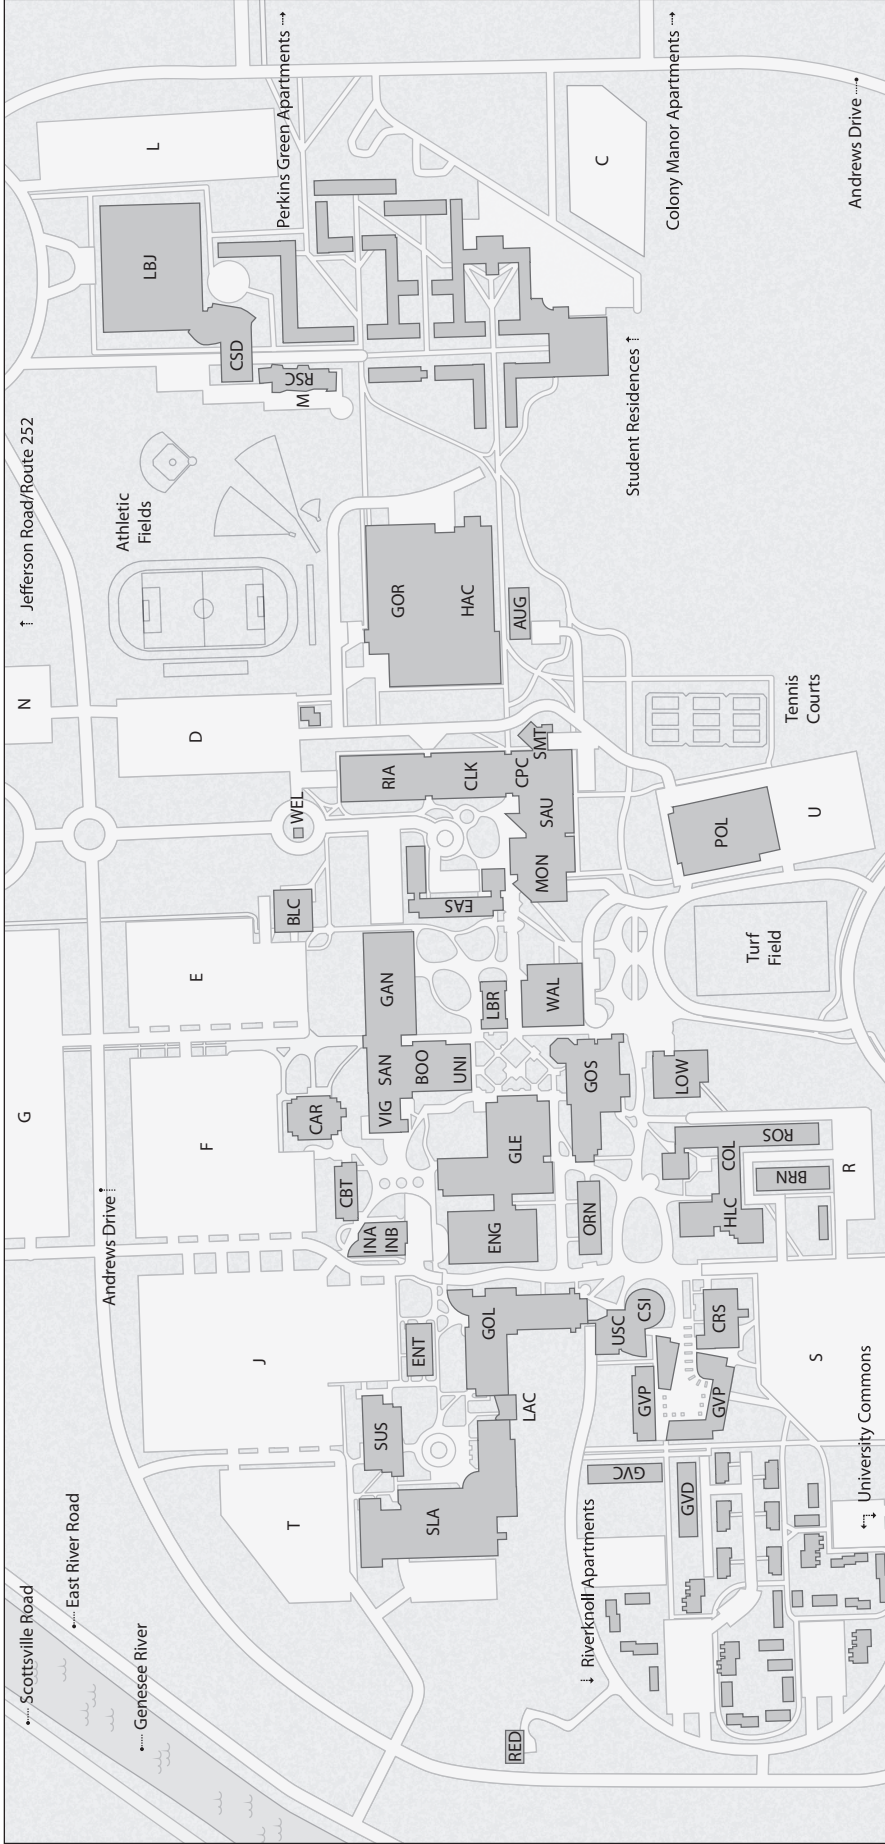 Scottsville Road
East River Road
Genesee River
Andrews Drive
Jefferson Road/Route 252
G
N
T
J
F
E
D
L
Athletic
Fields
WEL
BLC
LBJ
CSD
RSC
M
Perkins Green Apartments
SLA
SUS
ENT
INA
INB
CBT
CAR
VIG
SAN
BOO
UNI
GAN
EAS
RIA
CLK
CPC
SMT
GOR
HAC
AUG
LAC
GOL
ENG
GLE
LBR
WAL
MON
SAU
RED
Riverknoll Apartments
GVC
GVD
GVP
GVP
USC
CSI
CRS
ORN
GOS
LOW
HLC
COL
ROS
BRN
R
S
Turf
Field
POL
U
Tennis
Courts
Student Residences
C
Colony Manor Apartments
University Commons
Andrews Drive